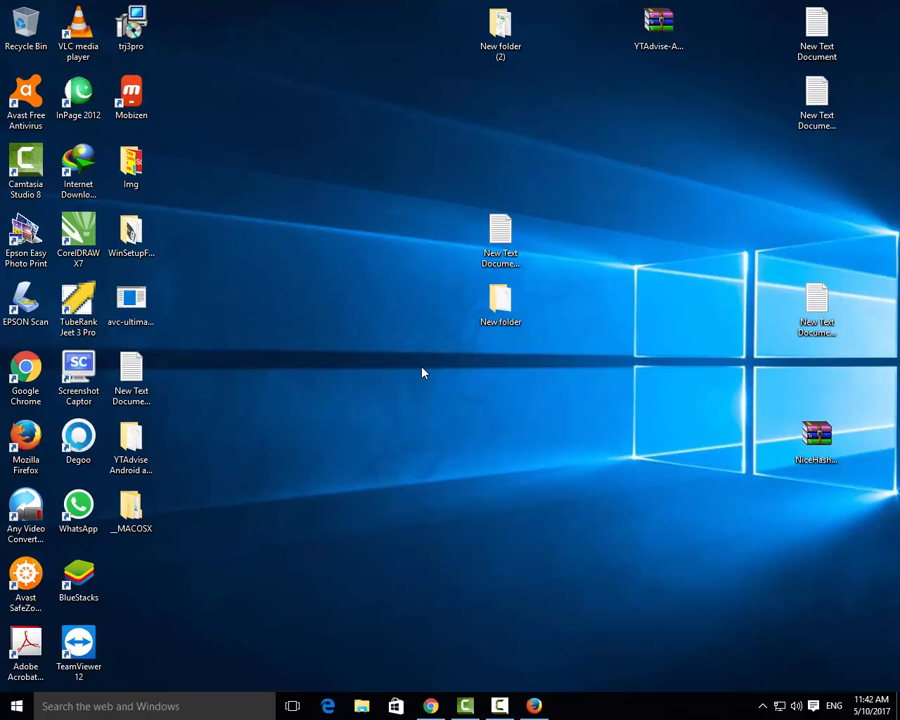 Recycle Bin
VLC media
player
trj3pro
New folder
(2)
YTAdvise-A...
New Text
Document
Avast Free
Antivirus
InPage 2012
Mobizen
New Text
Docume...
Camtasia
Studio 8
Internet
Downlo...
Img
Epson Easy
Photo Print
CorelDRAW
X7
WinSetupF...
New Text
Docume...
EPSON Scan
TubeRank
Jeet 3 Pro
avc-ultima...
New folder
New Text
Docume...
Google
Chrome
SC
Screenshot
Captor
New Text
Docume...
Mozilla
Firefox
Degoo
YTAdvise
Android a...
NiceHash...
Any Video
Convert...
WhatsApp
__MACOSX
Avast
SafeZo...
BlueStacks
Adobe
Acrobat...
TeamViewer
12
Search the web and Windows
ENG
11:42 AM
5/10/2017